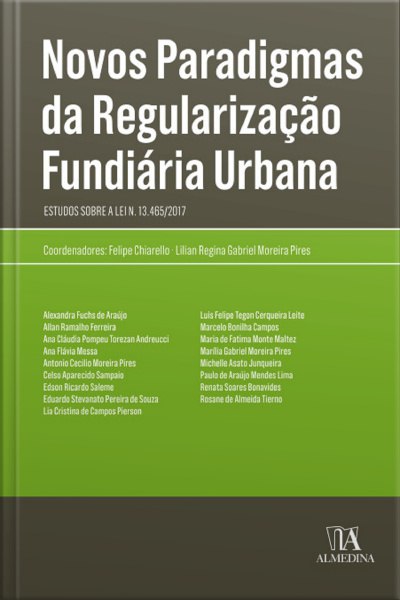 Novos Paradigmas
da Regularização
Fundiária Urbana
ESTUDOS SOBRE A LEI N. 13.465/2017
Coordenadores: Felipe Chiarello · Lilian Regina Gabriel Moreira Pires
Alexandra Fuchs de Araújo
Allan Ramalho Ferreira
Ana Cláudia Pompeu Torezan Andreucci
Ana Flávia Messa
Antonio Cecilio Moreira Pires
Celso Aparecido Sampaio
Edson Ricardo Saleme
Eduardo Stevanato Pereira de Souza
Lia Cristina de Campos Pierson
Luis Felipe Tegon Cerqueira Leite
Marcelo Bonilha Campos
Maria de Fatima Monte Maltez
Marília Gabriel Moreira Pires
Michelle Asato Junqueira
Paulo de Araújo Mendes Lima
Renata Soares Bonavides
Rosane de Almeida Tierno
ALMEDINA